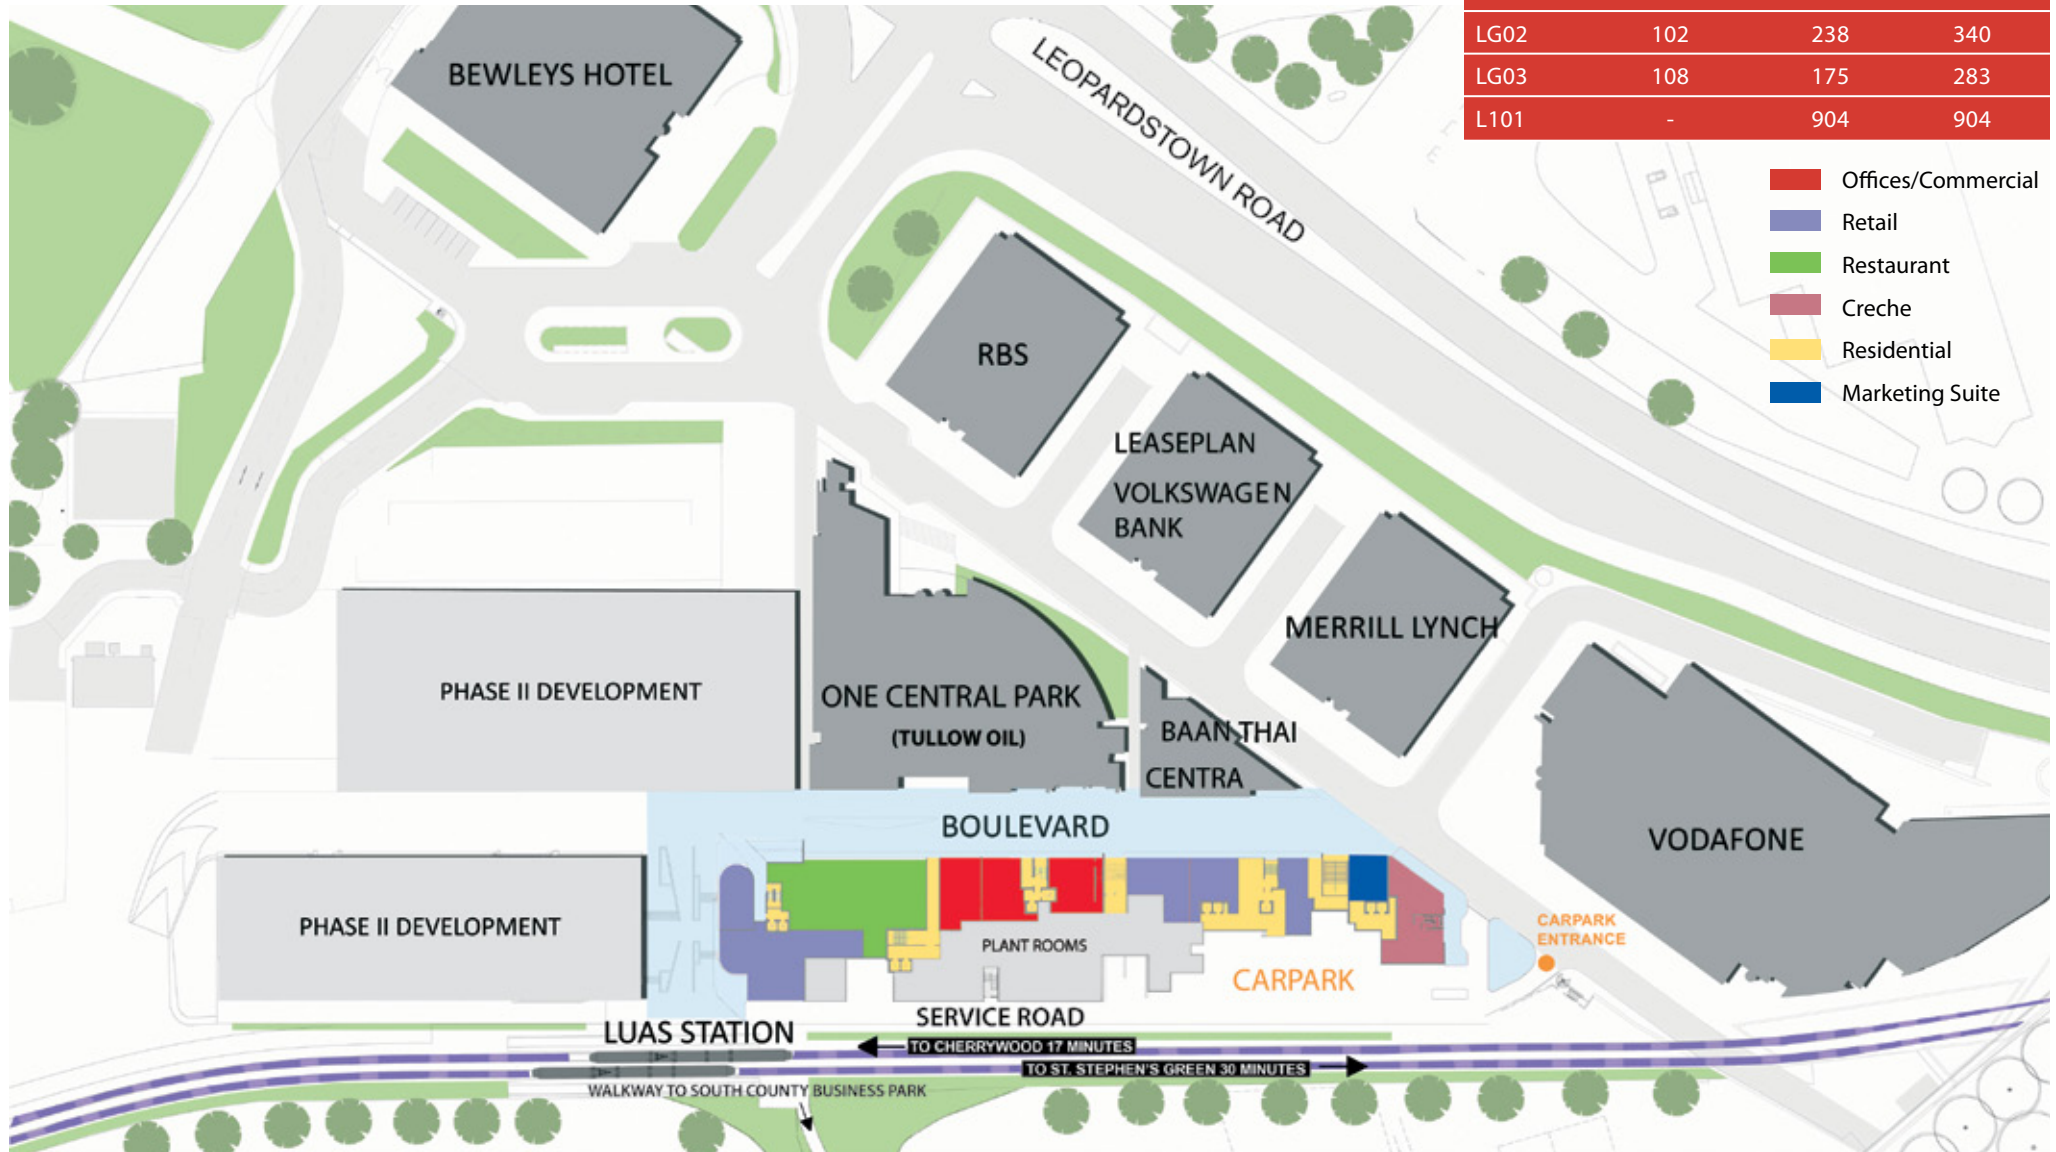 LG02 102 238 340
LG03 108 175 283
L101 - 904 904
Offices/Commercial
Retail
Restaurant
Creche
Residential
Marketing Suite
BEWLEYS HOTEL
LEOPARDSTOWN ROAD
RBS
LEASEPLAN
VOLKSWAGEN
BANK
MERRILL LYNCH
PHASE II DEVELOPMENT
ONE CENTRAL PARK
(TULLOW OIL)
BAAN THAI
CENTRA
BOULEVARD
VODAFONE
PHASE II DEVELOPMENT
PLANT ROOMS
CARPARK
CARPARK
ENTRANCE
SERVICE ROAD
LUAS STATION
TO CHERRYWOOD 17 MINUTES
TO ST. STEPHEN'S GREEN 30 MINUTES
WALKWAY TO SOUTH COUNTY BUSINESS PARK